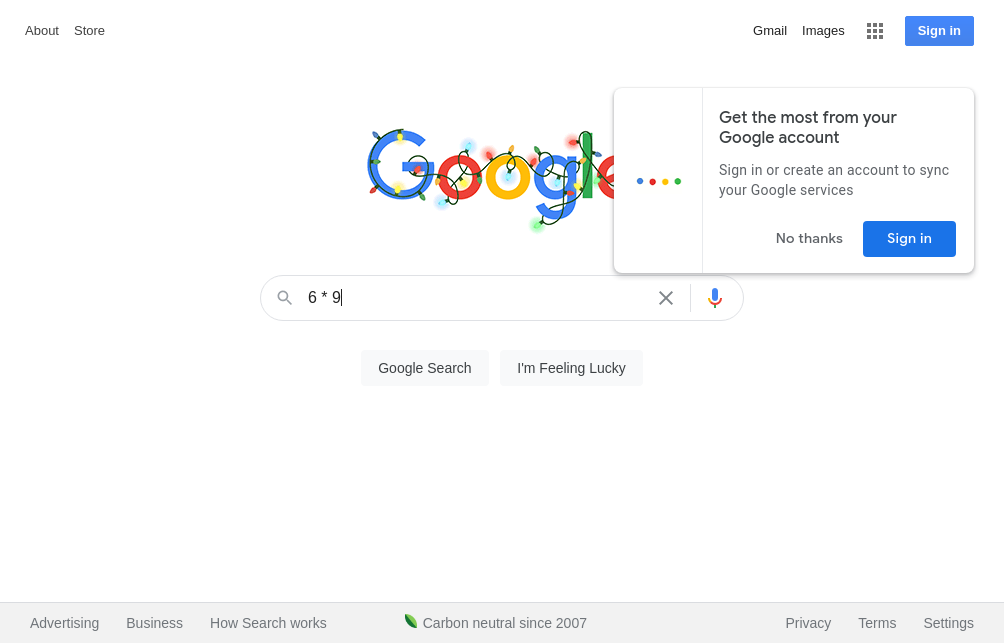 About Store
Gmail Images Sign in
Google
Get the most from your
Google account
Sign in or create an account to sync
your Google services
No thanks Sign in
6 * 9
Google Search I'm Feeling Lucky
Advertising Business How Search works Carbon neutral since 2007 Privacy Terms Settings